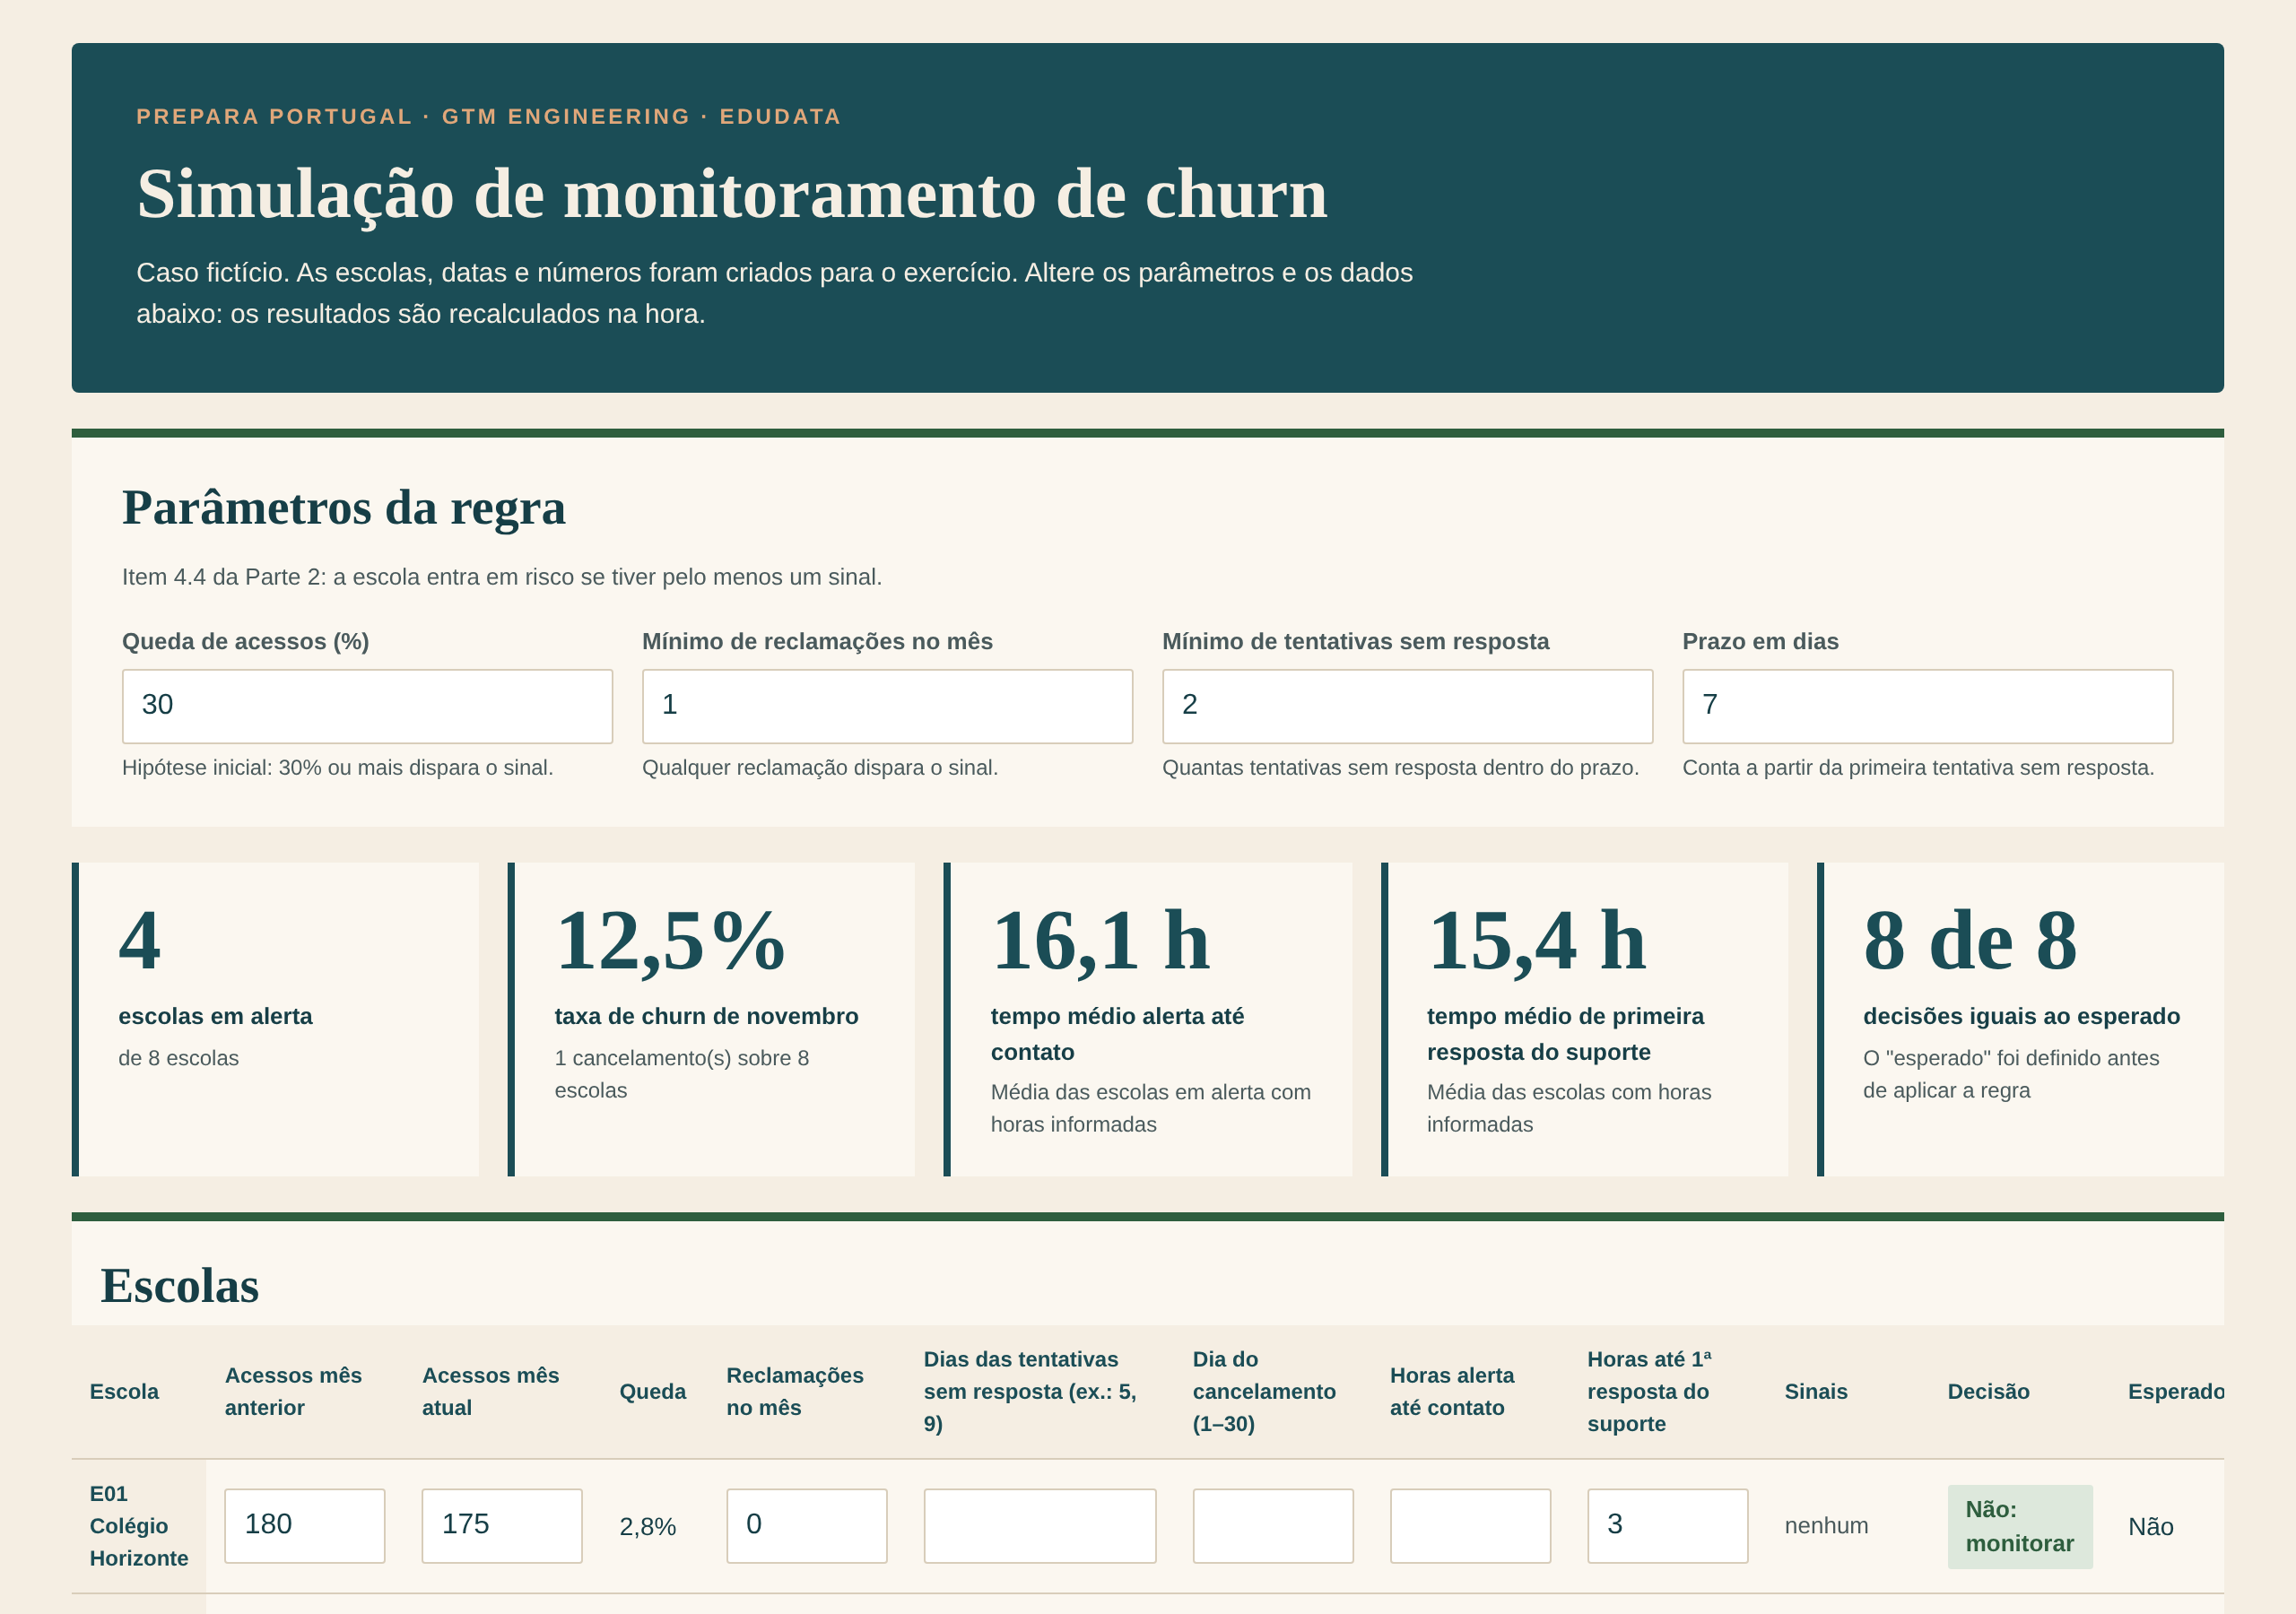 PREPARA PORTUGAL · GTM ENGINEERING · EDUDATA
Simulação de monitoramento de churn
Caso fictício. As escolas, datas e números foram criados para o exercício. Altere os parâmetros e os dados
abaixo: os resultados são recalculados na hora.
Parâmetros da regra
Item 4.4 da Parte 2: a escola entra em risco se tiver pelo menos um sinal.
Queda de acessos (%)
30
Hipótese inicial: 30% ou mais dispara o sinal.
Mínimo de reclamações no mês
1
Qualquer reclamação dispara o sinal.
Mínimo de tentativas sem resposta
2
Quantas tentativas sem resposta dentro do prazo.
Prazo em dias
7
Conta a partir da primeira tentativa sem resposta.
4
escolas em alerta
de 8 escolas
12,5%
taxa de churn de novembro
1 cancelamento(s) sobre 8
escolas
16,1 h
tempo médio alerta até
contato
Média das escolas em alerta com
horas informadas
15,4 h
tempo médio de primeira
resposta do suporte
Média das escolas com horas
informadas
8 de 8
decisões iguais ao esperado
O "esperado" foi definido antes
de aplicar a regra
Escolas
Escola
Acessos mês
anterior
Acessos mês
atual
Queda
Reclamações
no mês
Dias das tentativas
sem resposta (ex.: 5,
9)
Dia do
cancelamento
(1–30)
Horas alerta
até contato
Horas até 1ª
resposta do
suporte
Sinais
Decisão
Esperado
E01
Colégio
Horizonte
180
175
2,8%
0
3
nenhum
Não:
monitorar
Não